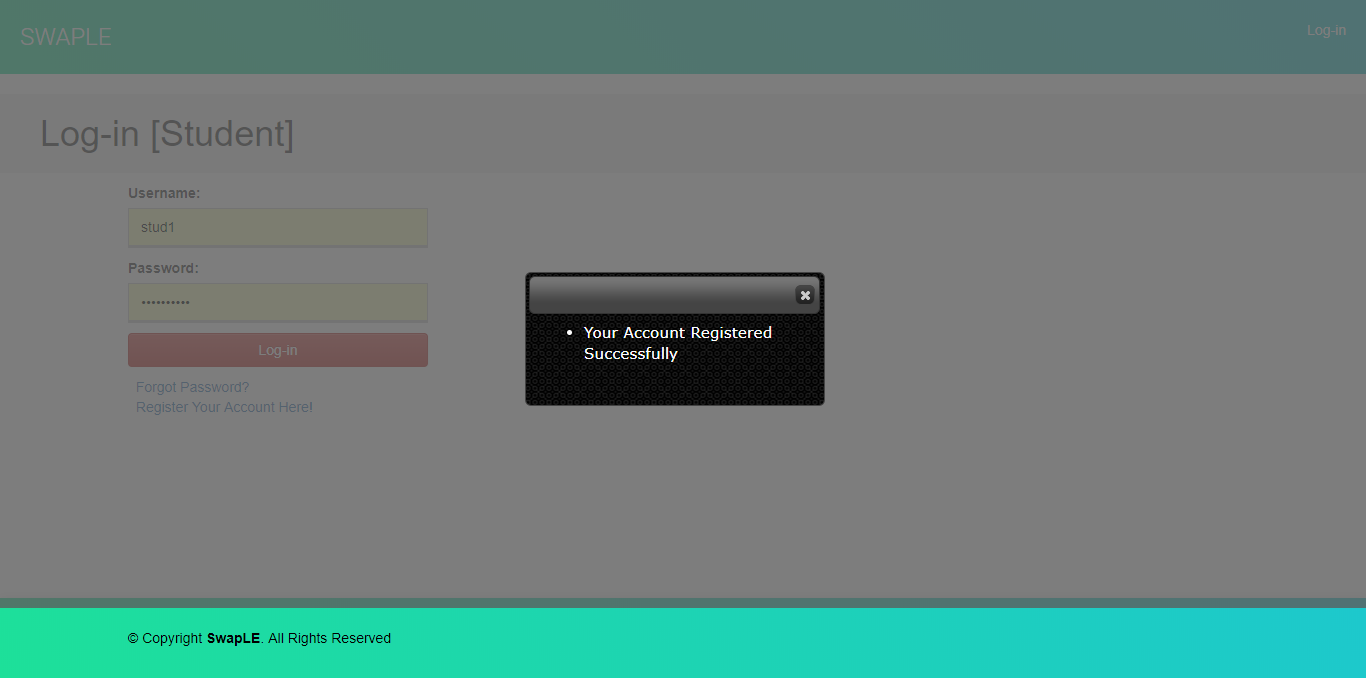 SWAPLE
Log-in
Log-in [Student]
Username:
stud1
Password:
••••••••••
Log-in
Forgot Password?
Register Your Account Here!
• Your Account Registered
Successfully
© Copyright SwapLE. All Rights Reserved